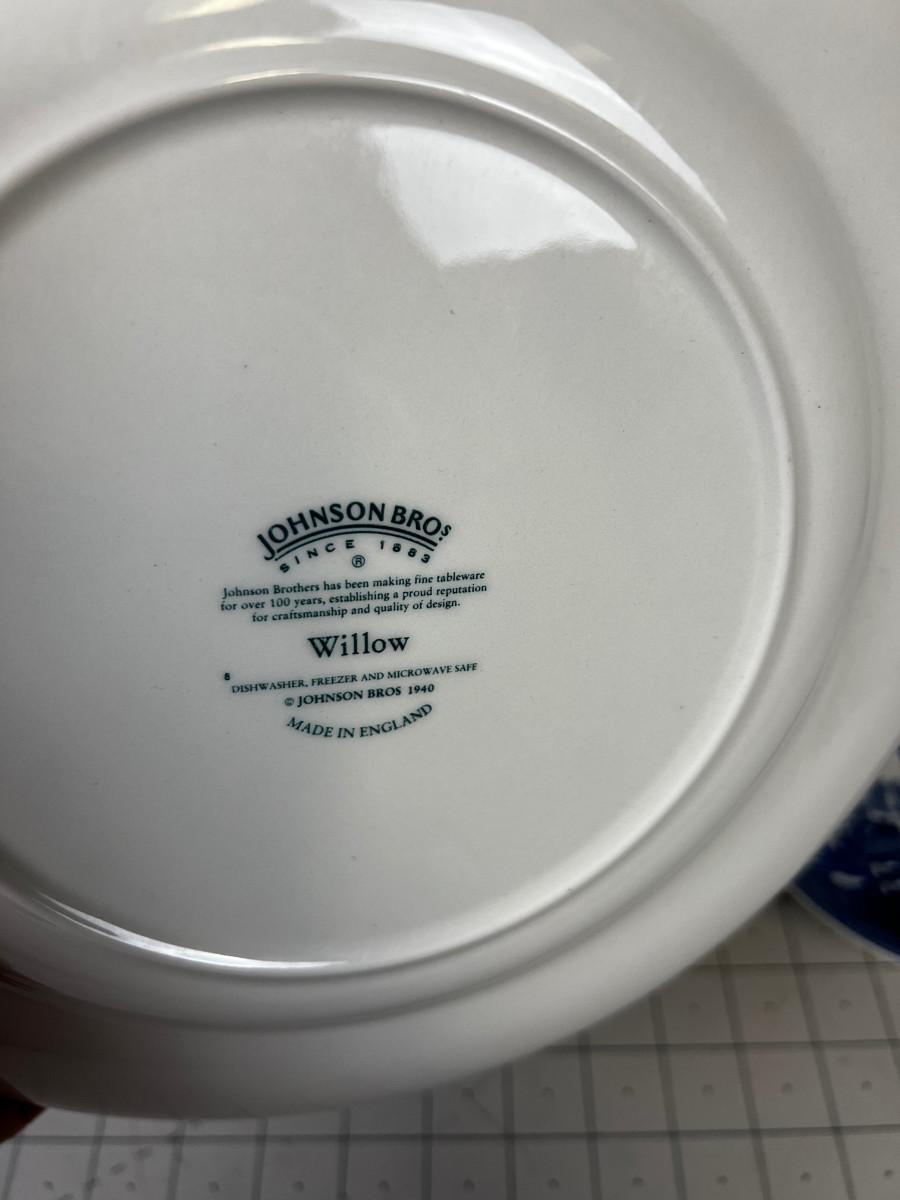 JOHNSON BROS.
SINCE 1883
®
Johnson Brothers has been making fine tableware
for over 100 years, establishing a proud reputation
for craftsmanship and quality of design.
Willow
8
DISHWASHER, FREEZER AND MICROWAVE SAFE
© JOHNSON BROS 1940
MADE IN ENGLAND